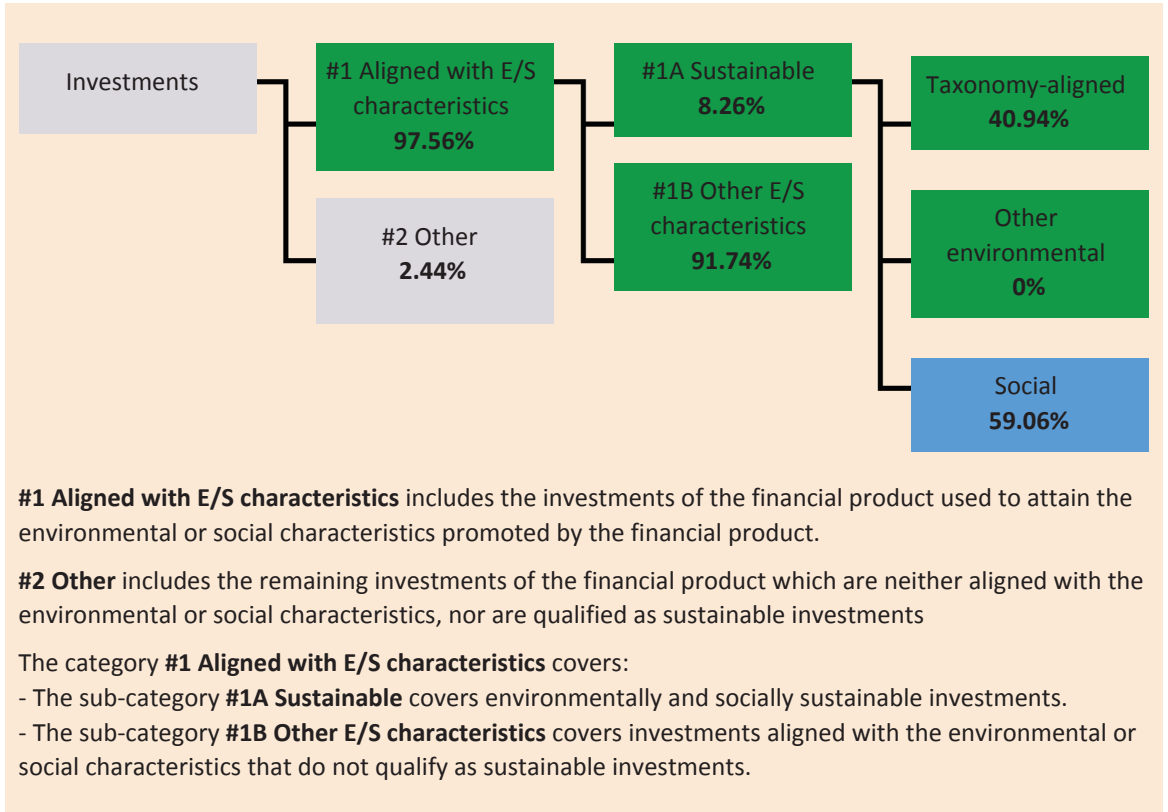 Investments
#1 Aligned with E/S
characteristics
97.56%
#2 Other
2.44%
#1A Sustainable
8.26%
#1B Other E/S
characteristics
91.74%
Taxonomy-aligned
40.94%
Other
environmental
0%
Social
59.06%
#1 Aligned with E/S characteristics includes the investments of the financial product used to attain the
environmental or social characteristics promoted by the financial product.
#2 Other includes the remaining investments of the financial product which are neither aligned with the
environmental or social characteristics, nor are qualified as sustainable investments
The category #1 Aligned with E/S characteristics covers:
- The sub-category #1A Sustainable covers environmentally and socially sustainable investments.
- The sub-category #1B Other E/S characteristics covers investments aligned with the environmental or
social characteristics that do not qualify as sustainable investments.